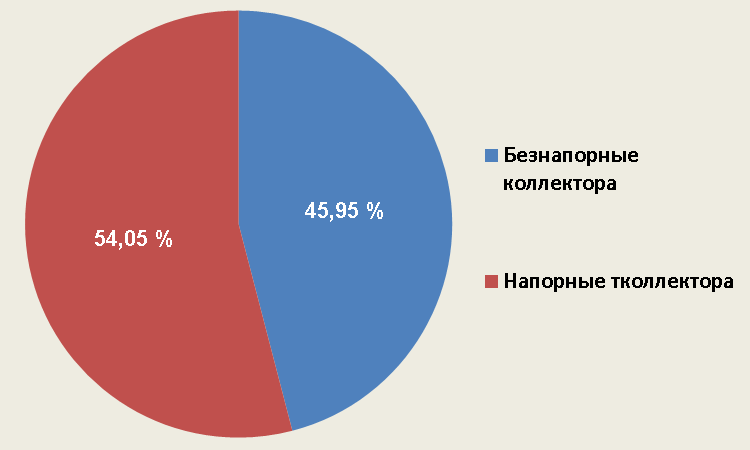 Безнапорные
коллектора
45,95 %
54,05 %
Напорные тколлектора